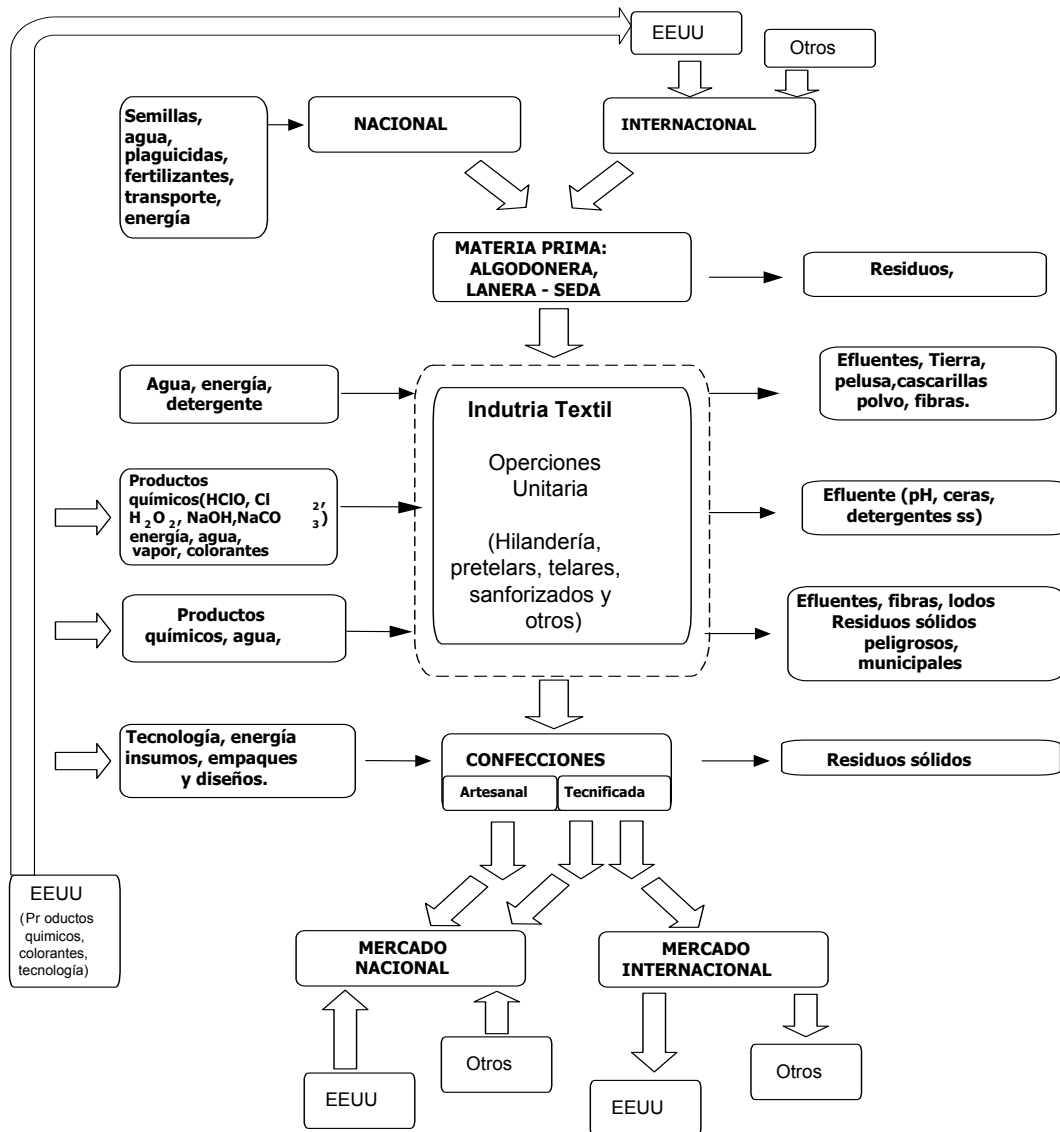 EEUU
Otros
Semillas,
agua,
plaguicidas,
fertilizantes,
transporte,
energía
NACIONAL
INTERNACIONAL
MATERIA PRIMA:
ALGODONERA,
LANERA - SEDA
Residuos,
Agua, energía,
detergente
Indutria Textil
Operciones
Unitaria
(Hilandería,
pretelars, telares,
sanforizados y
otros)
Efluentes, Tierra,
pelusa,cascarillas
polvo, fibras.
Productos
químicos(HClO, Cl 2,
H2O2, NaOH,NaCO 3)
energía, agua,
vapor, colorantes
Efluente (pH, ceras,
detergentes ss)
Productos
químicos, agua,
Efluentes, fibras, lodos
Residuos sólidos
peligrosos,
municipales
Tecnología, energía
insumos, empaques
y diseños.
CONFECCIONES
Artesanal Tecnificada
Residuos sólidos
EEUU
(Pr oductos
quimicos,
colorantes,
tecnología)
MERCADO
NACIONAL
MERCADO
INTERNACIONAL
EEUU
Otros
EEUU
Otros